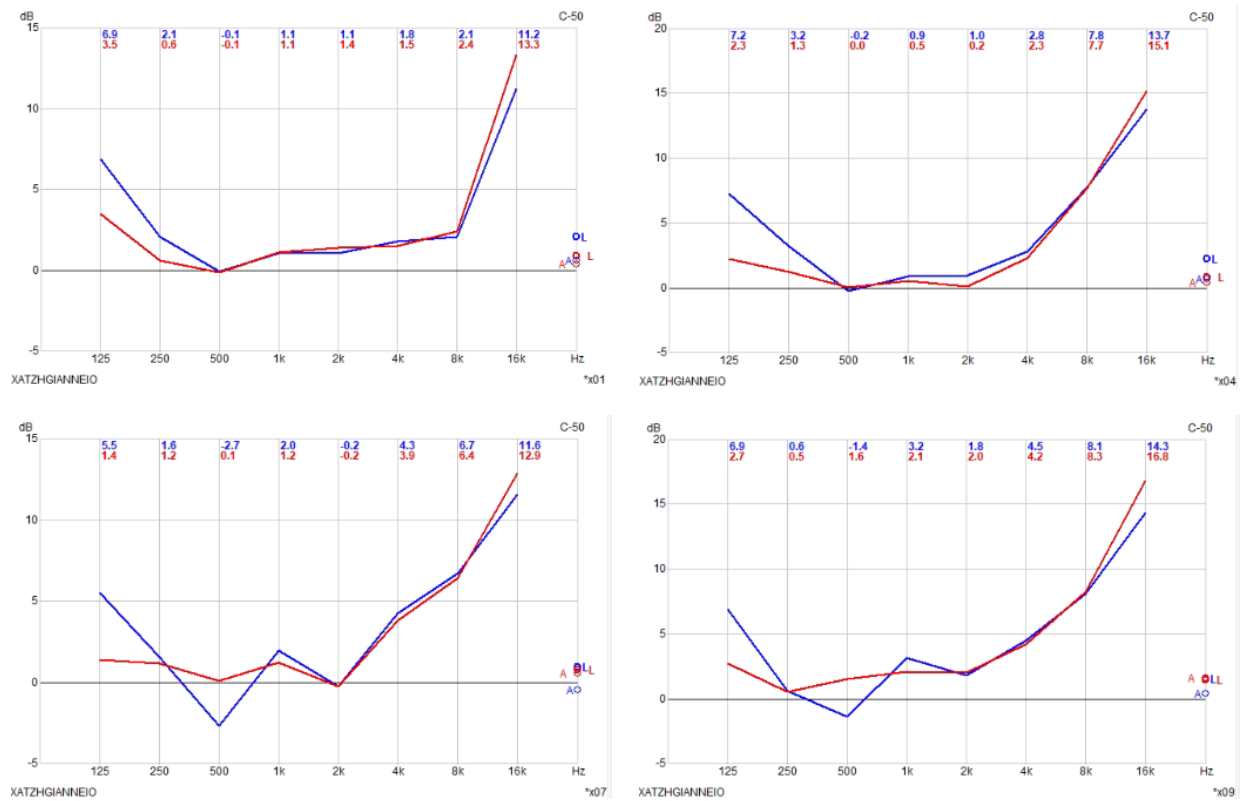 dB C-50
15
6.9 2.1 -0.1 1.1 1.1 1.8 2.1 11.2
3.5 0.6 -0.1 1.1 1.4 1.5 2.4 13.3
10
5
L
A L
A
0
-5
125 250 500 1k 2k 4k 8k 16k Hz
XATZHGIANNEIO *x01
dB C-50
20
7.2 3.2 -0.2 0.9 1.0 2.8 7.8 13.7
2.3 1.3 0.0 0.5 0.2 2.3 7.7 15.1
15
10
5
L
A L
A
0
-5
125 250 500 1k 2k 4k 8k 16k Hz
XATZHGIANNEIO *x04
dB C-50
15
5.5 1.6 -2.7 2.0 -0.2 4.3 6.7 11.6
1.4 1.2 0.1 1.2 -0.2 3.9 6.4 12.9
10
5
L
A L
A
0
-5
125 250 500 1k 2k 4k 8k 16k Hz
XATZHGIANNEIO *x07
dB C-50
20
6.9 0.6 -1.4 3.2 1.8 4.5 8.1 14.3
2.7 0.5 1.6 2.1 2.0 4.2 8.3 16.8
15
10
5
A L L
A
0
-5
125 250 500 1k 2k 4k 8k 16k Hz
XATZHGIANNEIO *x09